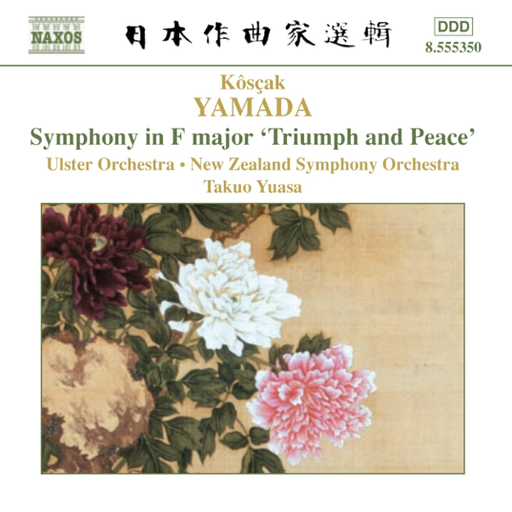 NAXOS
日本作曲家選輯
DDD
8.555350
Kôsçak
YAMADA
Symphony in F major ‘Triumph and Peace’
Ulster Orchestra • New Zealand Symphony Orchestra
Takuo Yuasa